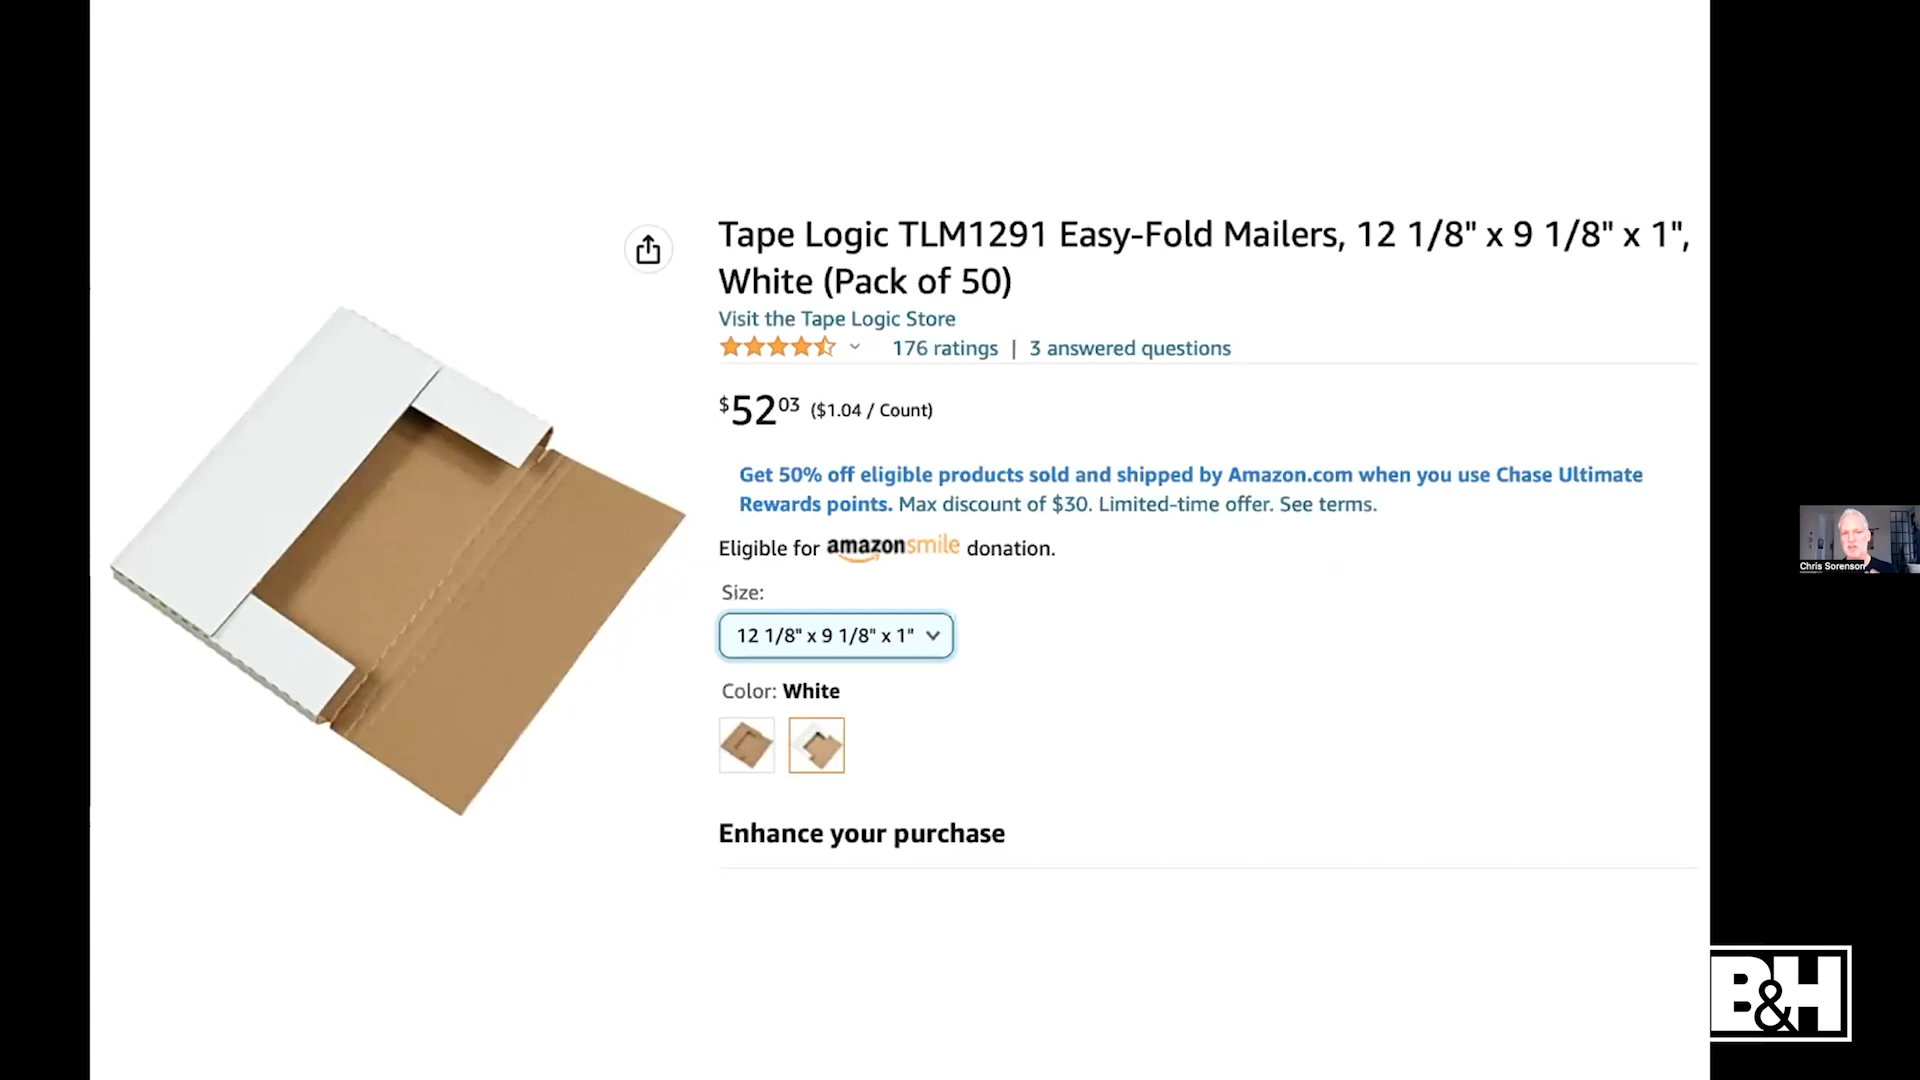 Tape Logic TLM1291 Easy-Fold Mailers, 12 1/8" x 9 1/8" x 1",
White (Pack of 50)
Visit the Tape Logic Store
176 ratings | 3 answered questions
$5203 ($1.04 / Count)
Get 50% off eligible products sold and shipped by Amazon.com when you use Chase Ultimate
Rewards points. Max discount of $30. Limited-time offer. See terms.
Eligible for amazonsmile donation.
Size:
12 1/8" x 9 1/8" x 1"
Color: White
Enhance your purchase
Chris Sorenson
B&H